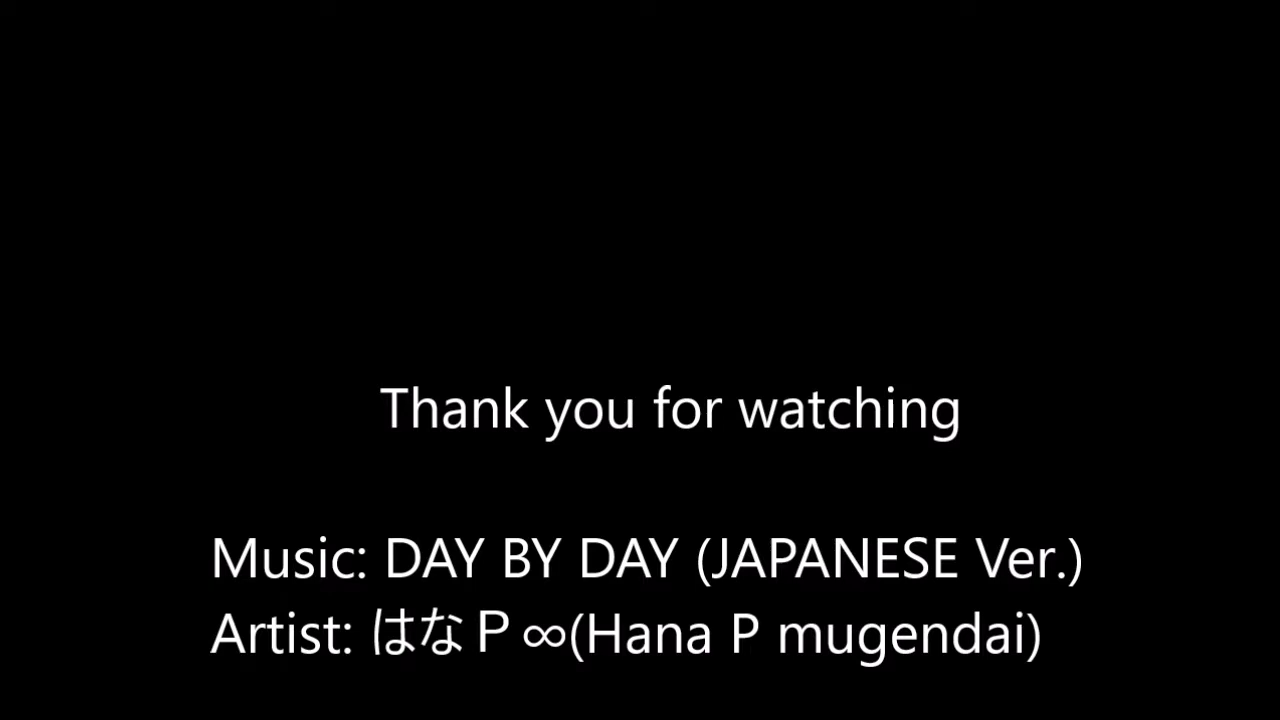 Thank you for watching
Music: DAY BY DAY (JAPANESE Ver.)
Artist: はなＰ∞(Hana P mugendai)